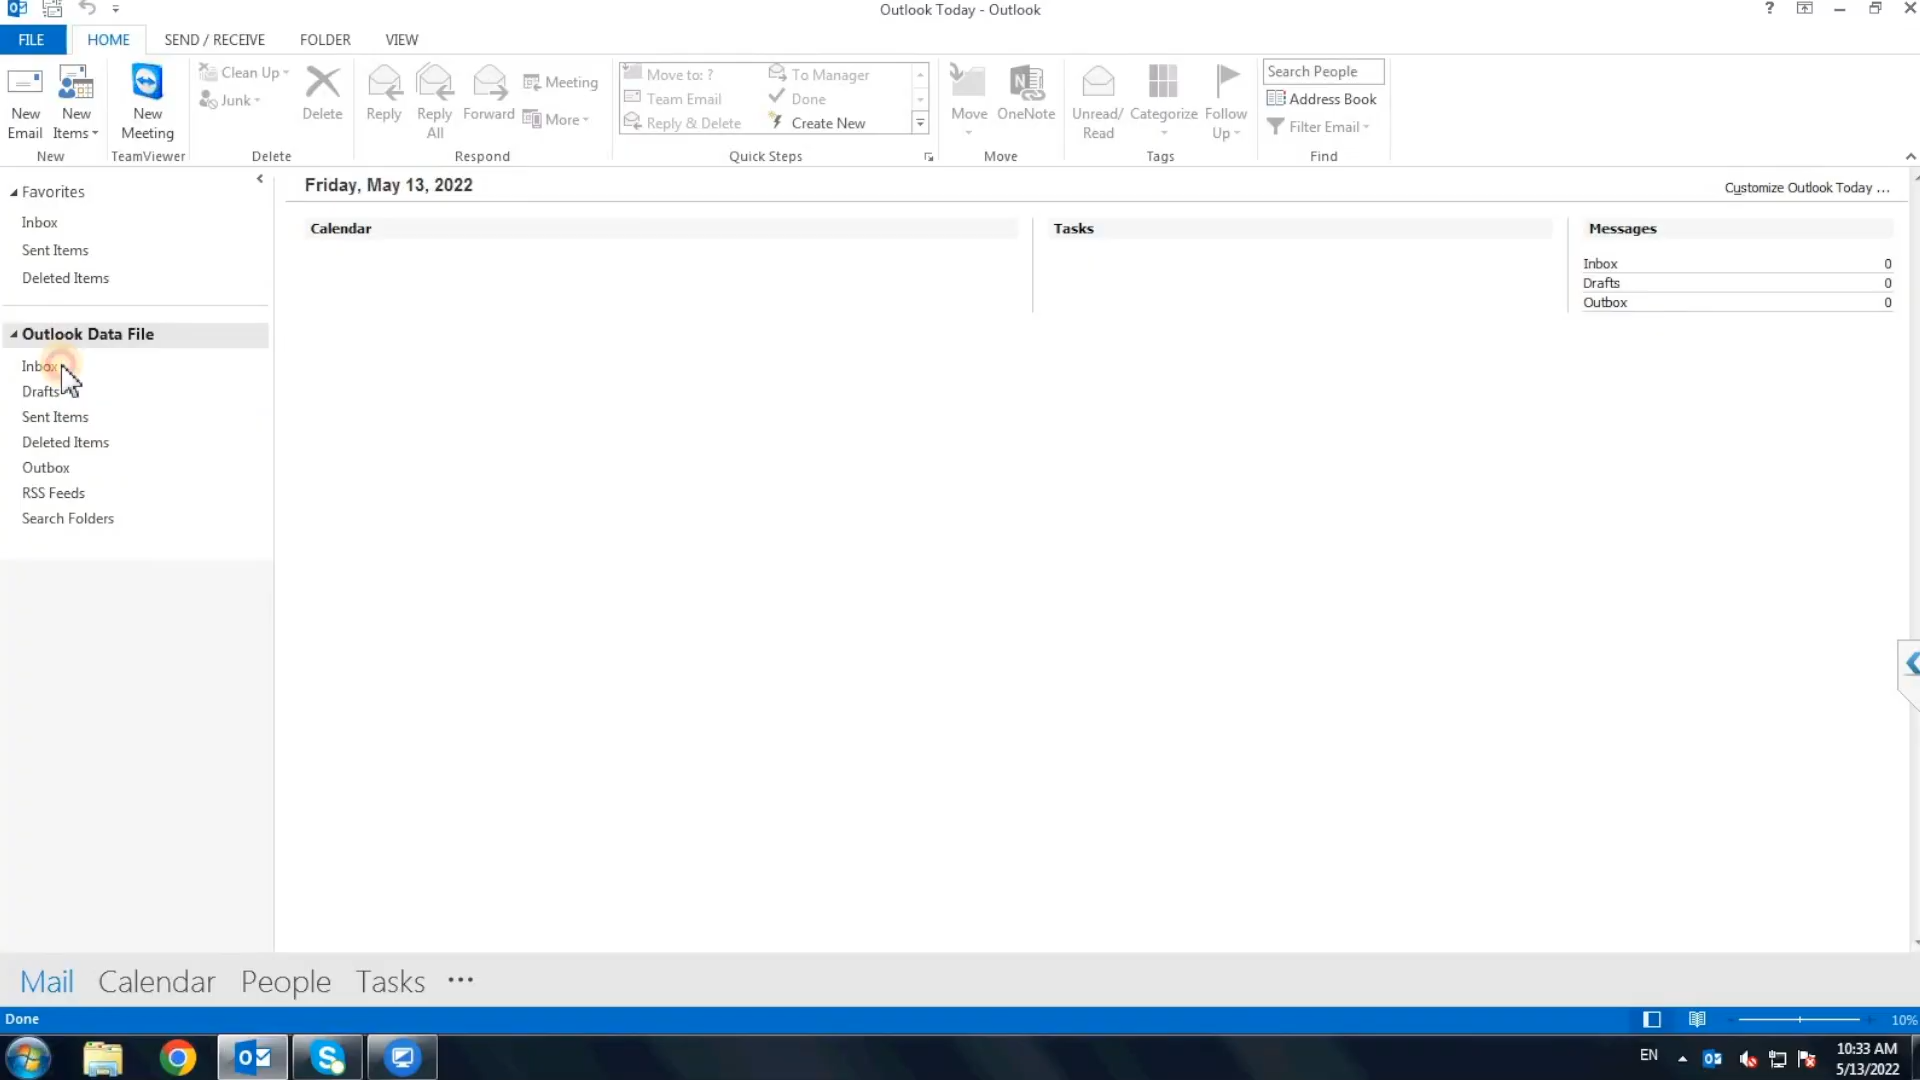 Outlook Today - Outlook
?
FILE
HOME
SEND / RECEIVE
FOLDER
VIEW
New Email
New Items
New
New Meeting
TeamViewer
Clean Up
Junk
Delete
Delete
Reply
Reply All
Forward
Meeting
More
Respond
Move to: ?
Team Email
Reply & Delete
To Manager
Done
Create New
Quick Steps
Move
OneNote
Move
Unread/ Read
Categorize
Follow Up
Tags
Search People
Address Book
Filter Email
Find
Favorites
Inbox
Sent Items
Deleted Items
Outlook Data File
Inbox
Drafts
Sent Items
Deleted Items
Outbox
RSS Feeds
Search Folders
Friday, May 13, 2022
Customize Outlook Today ...
Calendar
Tasks
Messages
Inbox 0
Drafts 0
Outbox 0
Mail Calendar People Tasks ...
Done
10%
EN
10:33 AM
5/13/2022